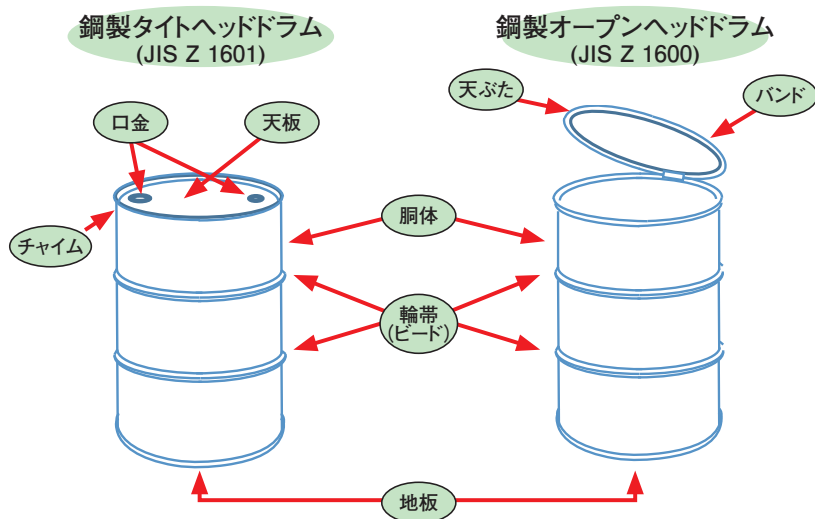 鋼製タイトヘッドドラム
(JIS Z 1601)
鋼製オープンヘッドドラム
(JIS Z 1600)
天ぶた
バンド
口金
天板
チャイム
胴体
輪帯
(ビード)
地板